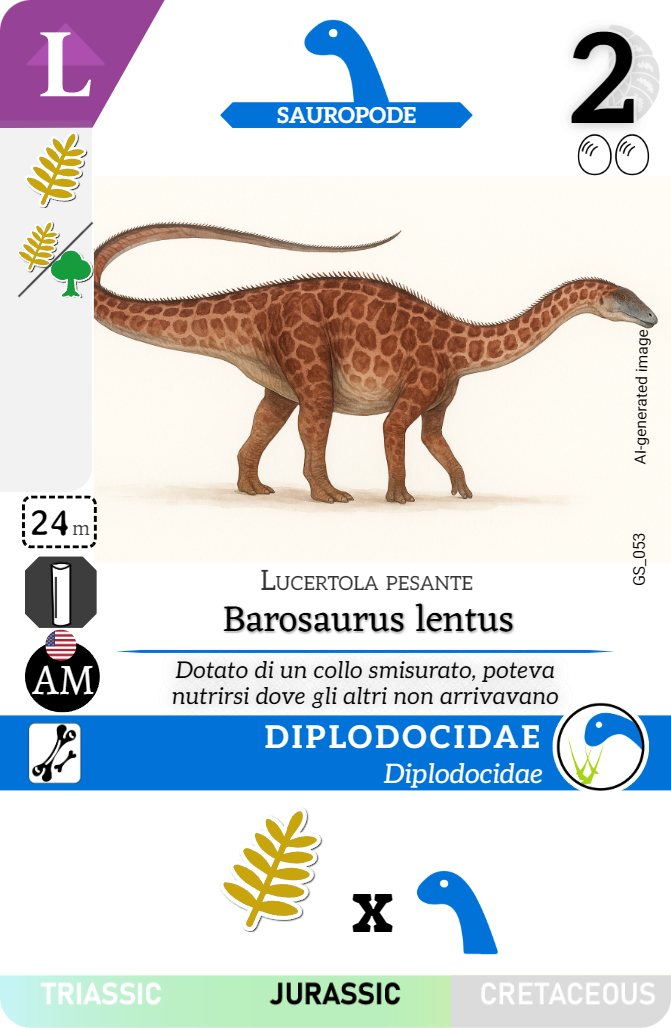 L
SAUROPODE
2
24 m
AI-generated image
GS_053
AM
LUCERTOLA PESANTE
Barosaurus lentus
Dotato di un collo smisurato, poteva
nutrirsi dove gli altri non arrivavano
DIPLODOCIDAE
Diplodocidae
x
TRIASSIC JURASSIC CRETACEOUS